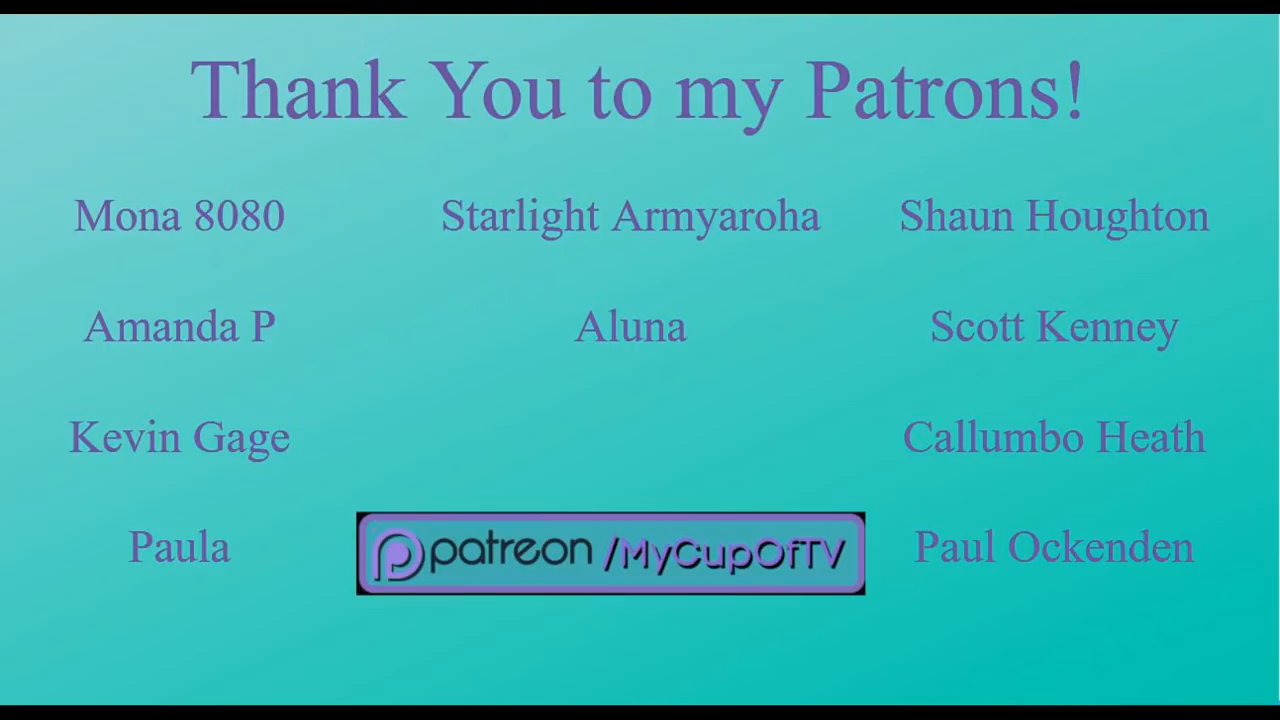 Thank You to my Patrons!
Mona 8080 Starlight Armyaroha Shaun Houghton
Amanda P Aluna Scott Kenney
Kevin Gage Callumbo Heath
Paula patreon /MyCupOfTV Paul Ockenden